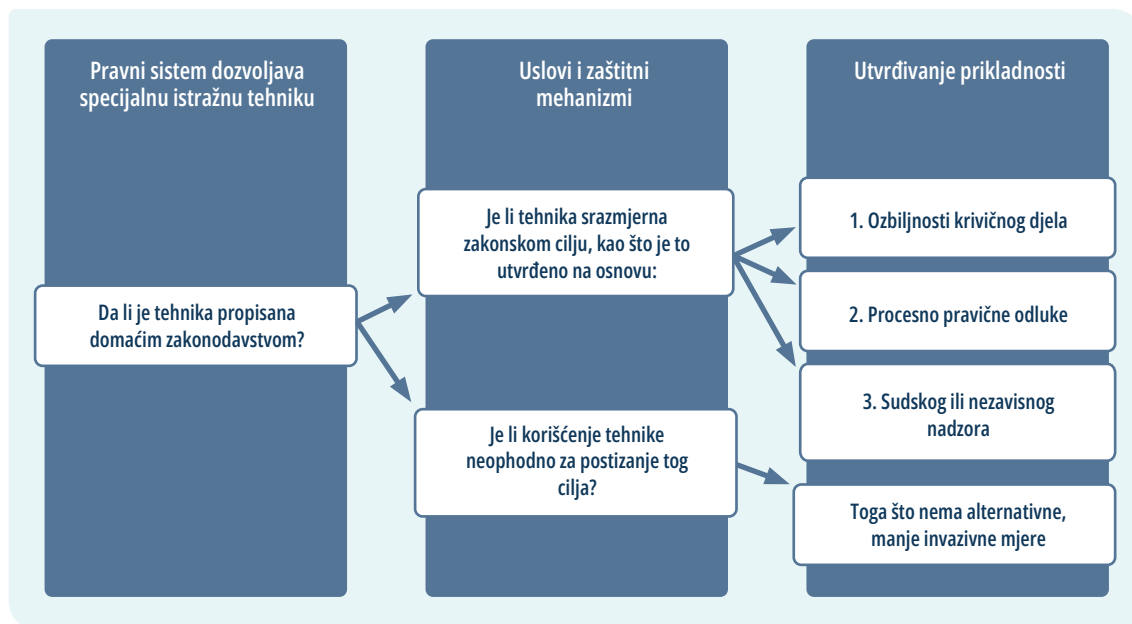 Pravni sistem dozvoljava
specijalnu istražnu tehniku
Da li je tehnika propisana
domaćim zakonodavstvom?
Uslovi i zaštitni
mehanizmi
Je li tehnika srazmjerna
zakonskom cilju, kao što je to
utvrđeno na osnovu:
Je li korišćenje tehnike
neophodno za postizanje tog
cilja?
Utvrđivanje prikladnosti
1. Ozbiljnosti krivičnog djela
2. Procesno pravične odluke
3. Sudskog ili nezavisnog
nadzora
Toga što nema alternativne,
manje invazivne mjere